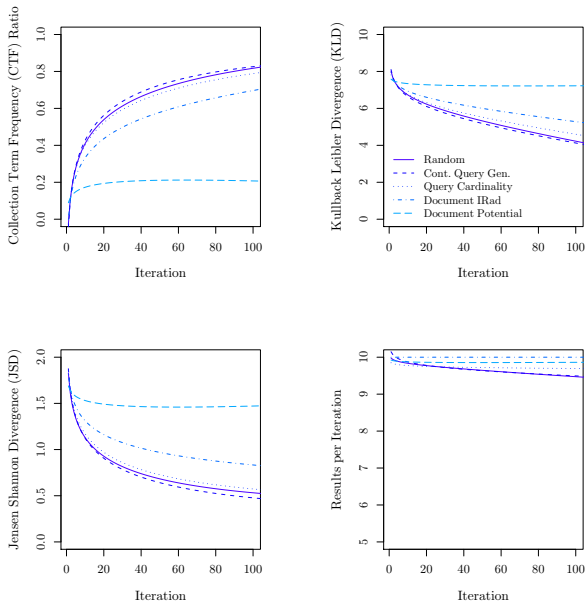 Collection Term Frequency (CTF) Ratio
1.0
0.8
0.6
0.4
0.2
0.0
0 20 40 60 80 100
Iteration
Kullback Leibler Divergence (KLD)
10
8
6
4
2
0
Random
Cont. Query Gen.
Query Cardinality
Document IRad
Document Potential
0 20 40 60 80 100
Iteration
Jensen Shannon Divergence (JSD)
2.0
1.5
1.0
0.5
0.0
0 20 40 60 80 100
Iteration
Results per Iteration
10
9
8
7
6
5
0 20 40 60 80 100
Iteration